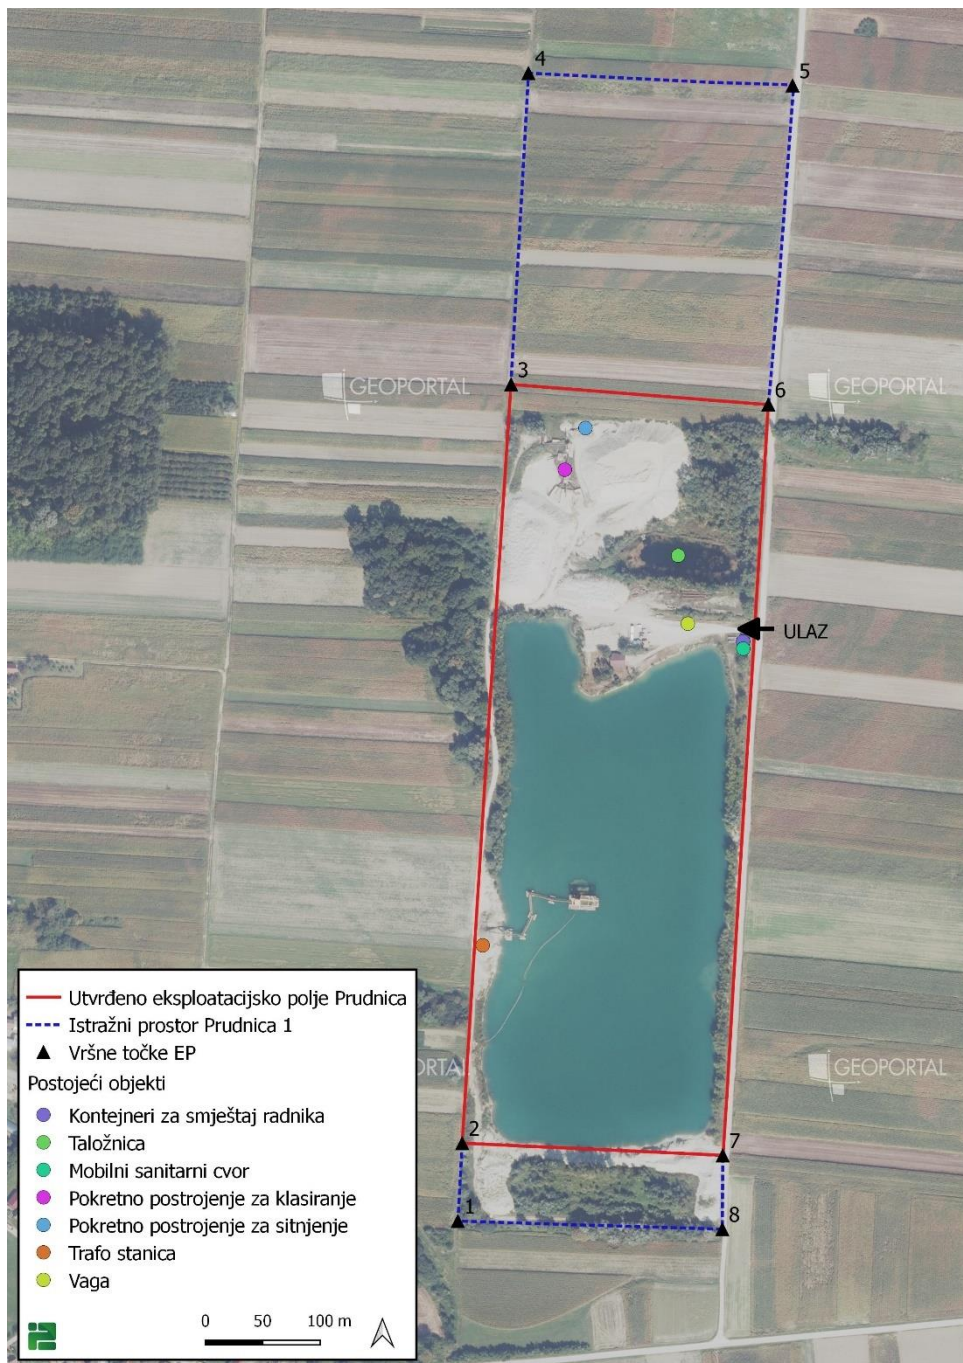 4
5
3
GEOPORTAL
GEOPORTAL
6
ULAZ
Utvrđeno eksploatacijsko polje Prudnica
Istražni prostor Prudnica 1
Vršne točke EP
ORTAL
GEOPORTAL
Postojeći objekti
Kontejneri za smještaj radnika
Taložnica
2
7
Mobilni sanitarni cvor
Pokretno postrojenje za klasiranje
Pokretno postrojenje za sitnjenje
1
8
Trafo stanica
Vaga
0 50 100 m